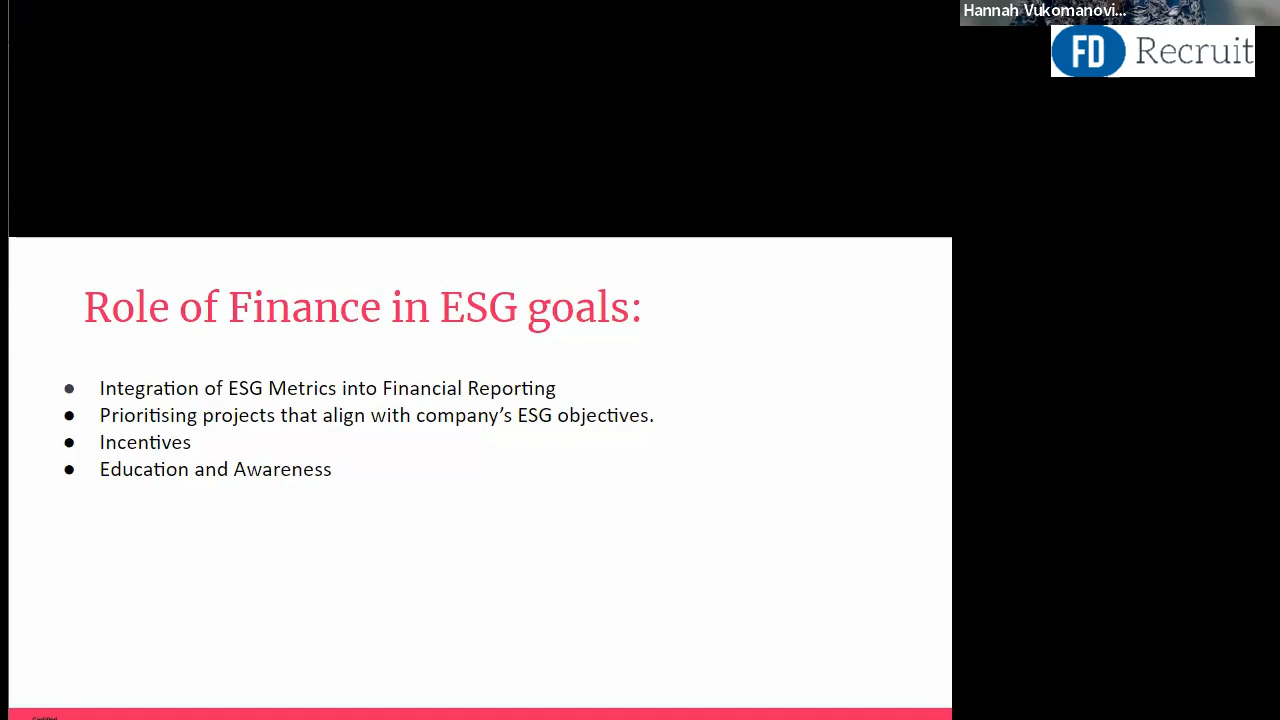 Hannah Vukomanovi...
FD Recruit
Role of Finance in ESG goals:
● Integration of ESG Metrics into Financial Reporting
● Prioritising projects that align with company’s ESG objectives.
● Incentives
● Education and Awareness